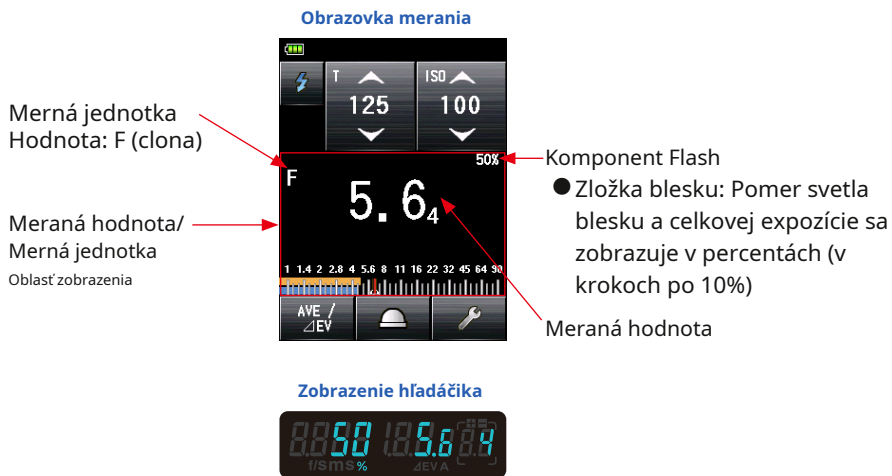 Obrazovka merania
T
ISO
125
100
Merná jednotka
Hodnota: F (clona)
50%
Komponent Flash
F
5.6 4
● Zložka blesku: Pomer svetla
blesku a celkovej expozície sa
zobrazuje v percentách (v
krokoch po 10%)
Meraná hodnota/
Merná jednotka
Oblasť zobrazenia
1 1.4 2 2.8 4 5.6 8 11 16 22 32 45 64 90
AVE /
⊿EV
Meraná hodnota
Zobrazenie hľadáčika
50 5.6 4
f/sms% ⊿EVA